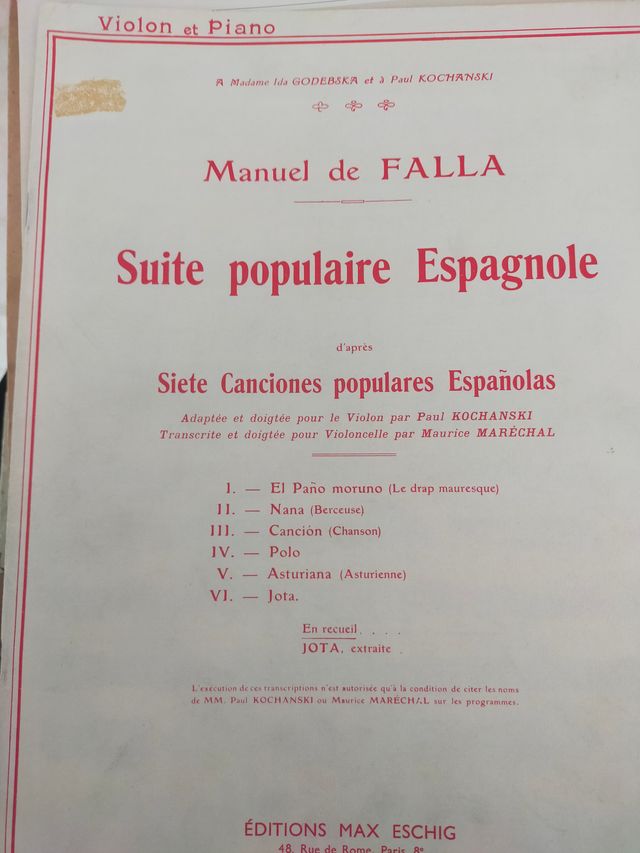 Violon et Piano
A Madame Ida GODEBSKA et à Paul KOCHANSKI
Manuel de FALLA
Suite populaire Espagnole
d'après
Siete Canciones populares Españolas
Adaptée et doigtée pour le Violon par Paul KOCHANSKI
Transcrite et doigtée pour Violoncelle par Maurice MARÉCHAL
I. — El Paño moruno (Le drap mauresque)
II. — Nana (Berceuse)
III. — Canción (Chanson)
IV. — Polo
V. — Asturiana (Asturienne)
VI. — Jota.
En recueil . . . .
JOTA, extraite .
L'exécution de ces transcriptions n'est autorisée qu'à la condition de citer les noms
de MM. Paul KOCHANSKI ou Maurice MARÉCHAL sur les programmes.
ÉDITIONS MAX ESCHIG
48, Rue de Rome, Paris 8e